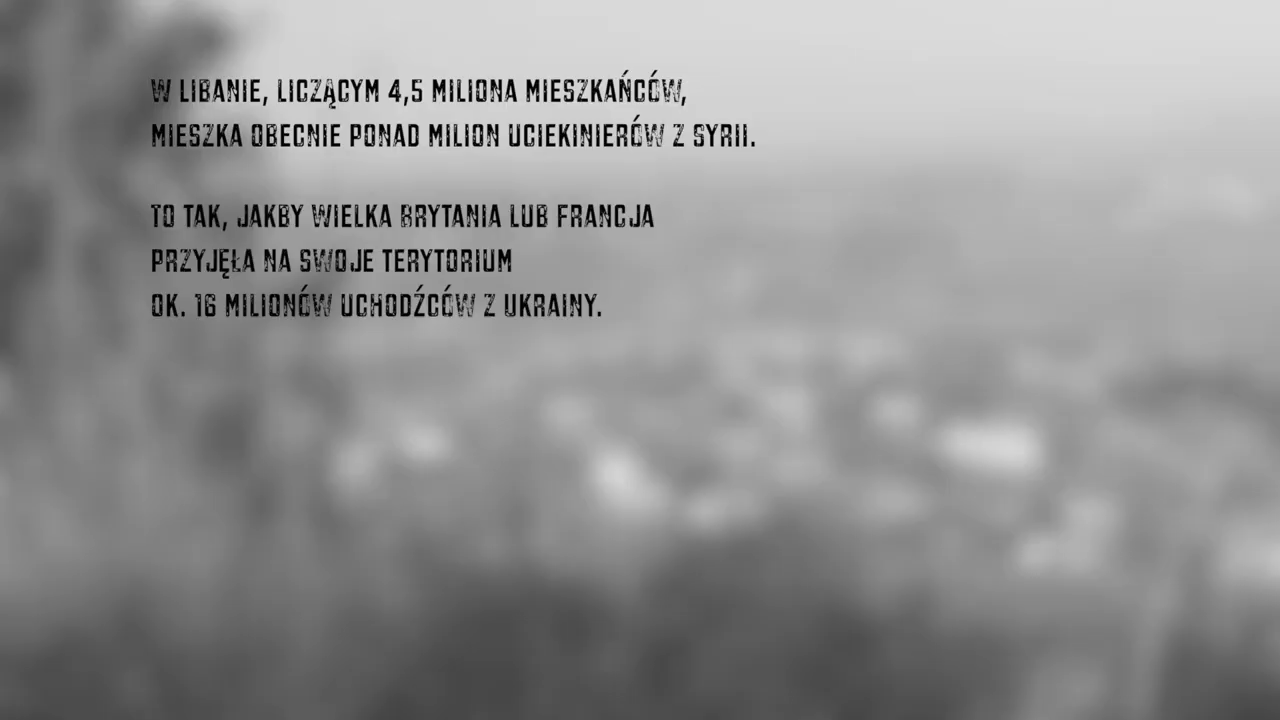 W LIBANIE, LICZĄCYM 4,5 MILIONA MIESZKAŃCÓW,
MIESZKA OBECNIE PONAD MILION UCIEKINIERÓW Z SYRII.
TO TAK, JAKBY WIELKA BRYTANIA LUB FRANCJA
PRZYJĘŁA NA SWOJE TERYTORIUM
OK. 16 MILIONÓW UCHODŹCÓW Z UKRAINY.